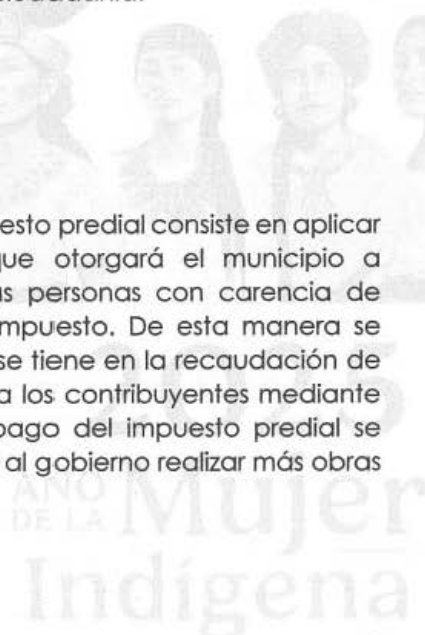 esto predial consiste en aplicar
que otorgará el municipio a
as personas con carencia de
impuesto. De esta manera se
se tiene en la recaudación de
a los contribuyentes mediante
pago del impuesto predial se
al gobierno realizar más obras
2025
AÑO
DE LA Mujer
Indígena